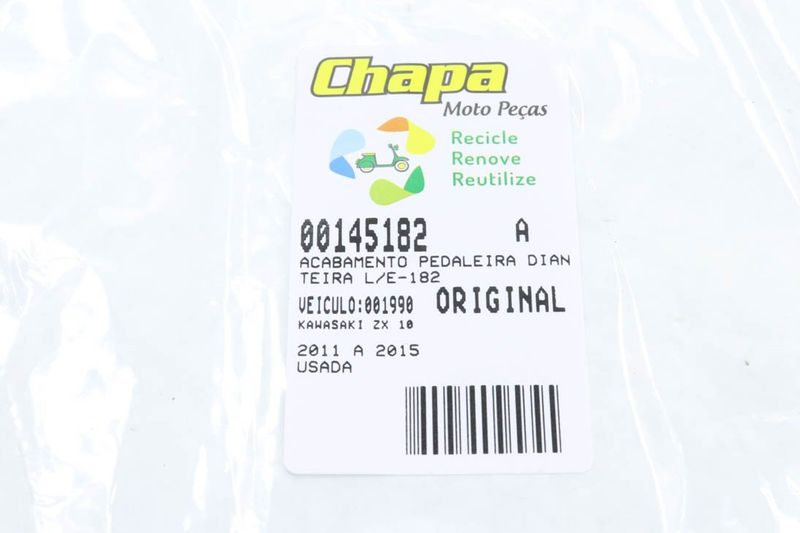 Chapa
Moto Peças
Recicle
Renove
Reutilize
00145182 A
ACABAMENTO PEDALEIRA DIAN
TEIRA L/E-182
VEICULO:001990 ORIGINAL
KAWASAKI ZX 10
2011 A 2015
USADA